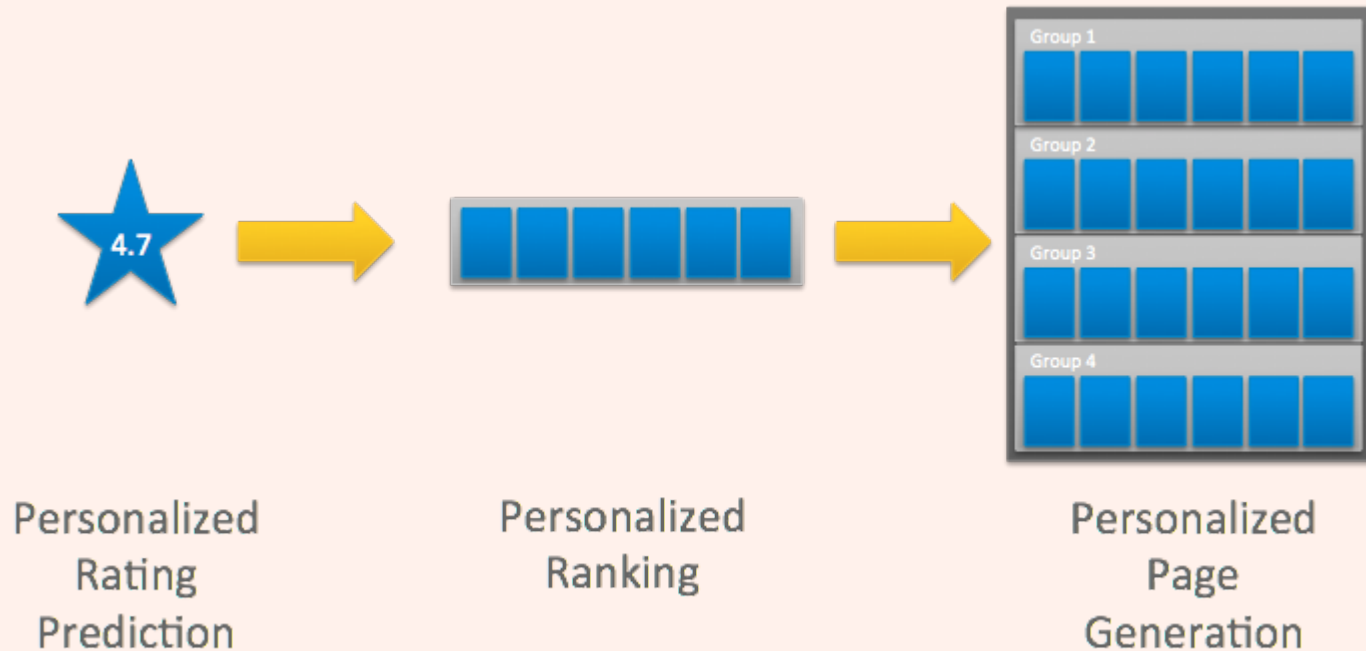 4.7
Group 1
Group 2
Group 3
Group 4
Personalized
Rating
Prediction
Personalized
Ranking
Personalized
Page
Generation